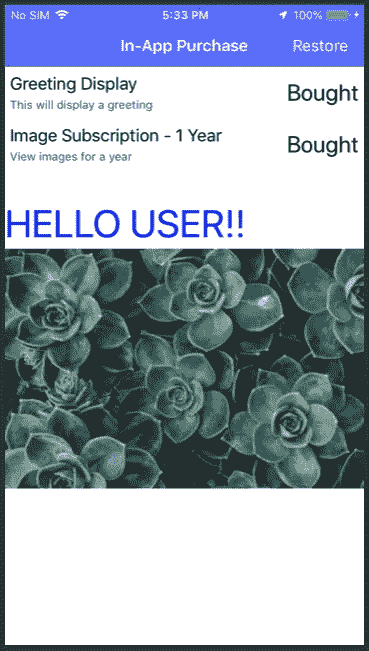 No SIM 5:33 PM 100%
In-App Purchase Restore
Greeting Display
This will display a greeting
Bought
Image Subscription - 1 Year
View images for a year
Bought
HELLO USER!!